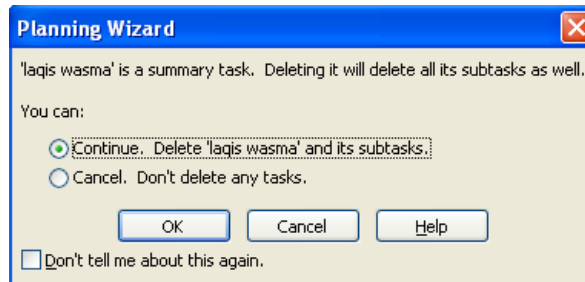 Planning Wizard
'laqis wasma' is a summary task. Deleting it will delete all its subtasks as well.
You can:
Continue. Delete 'laqis wasma' and its subtasks.
Cancel. Don't delete any tasks.
OK Cancel Help
Don't tell me about this again.